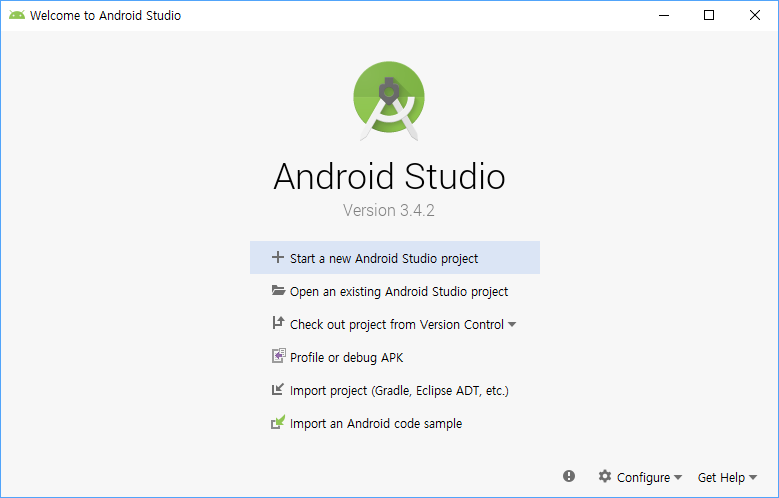 Welcome to Android Studio
Android Studio
Version 3.4.2
Start a new Android Studio project
Open an existing Android Studio project
Check out project from Version Control
Profile or debug APK
Import project (Gradle, Eclipse ADT, etc.)
Import an Android code sample
Configure
Get Help